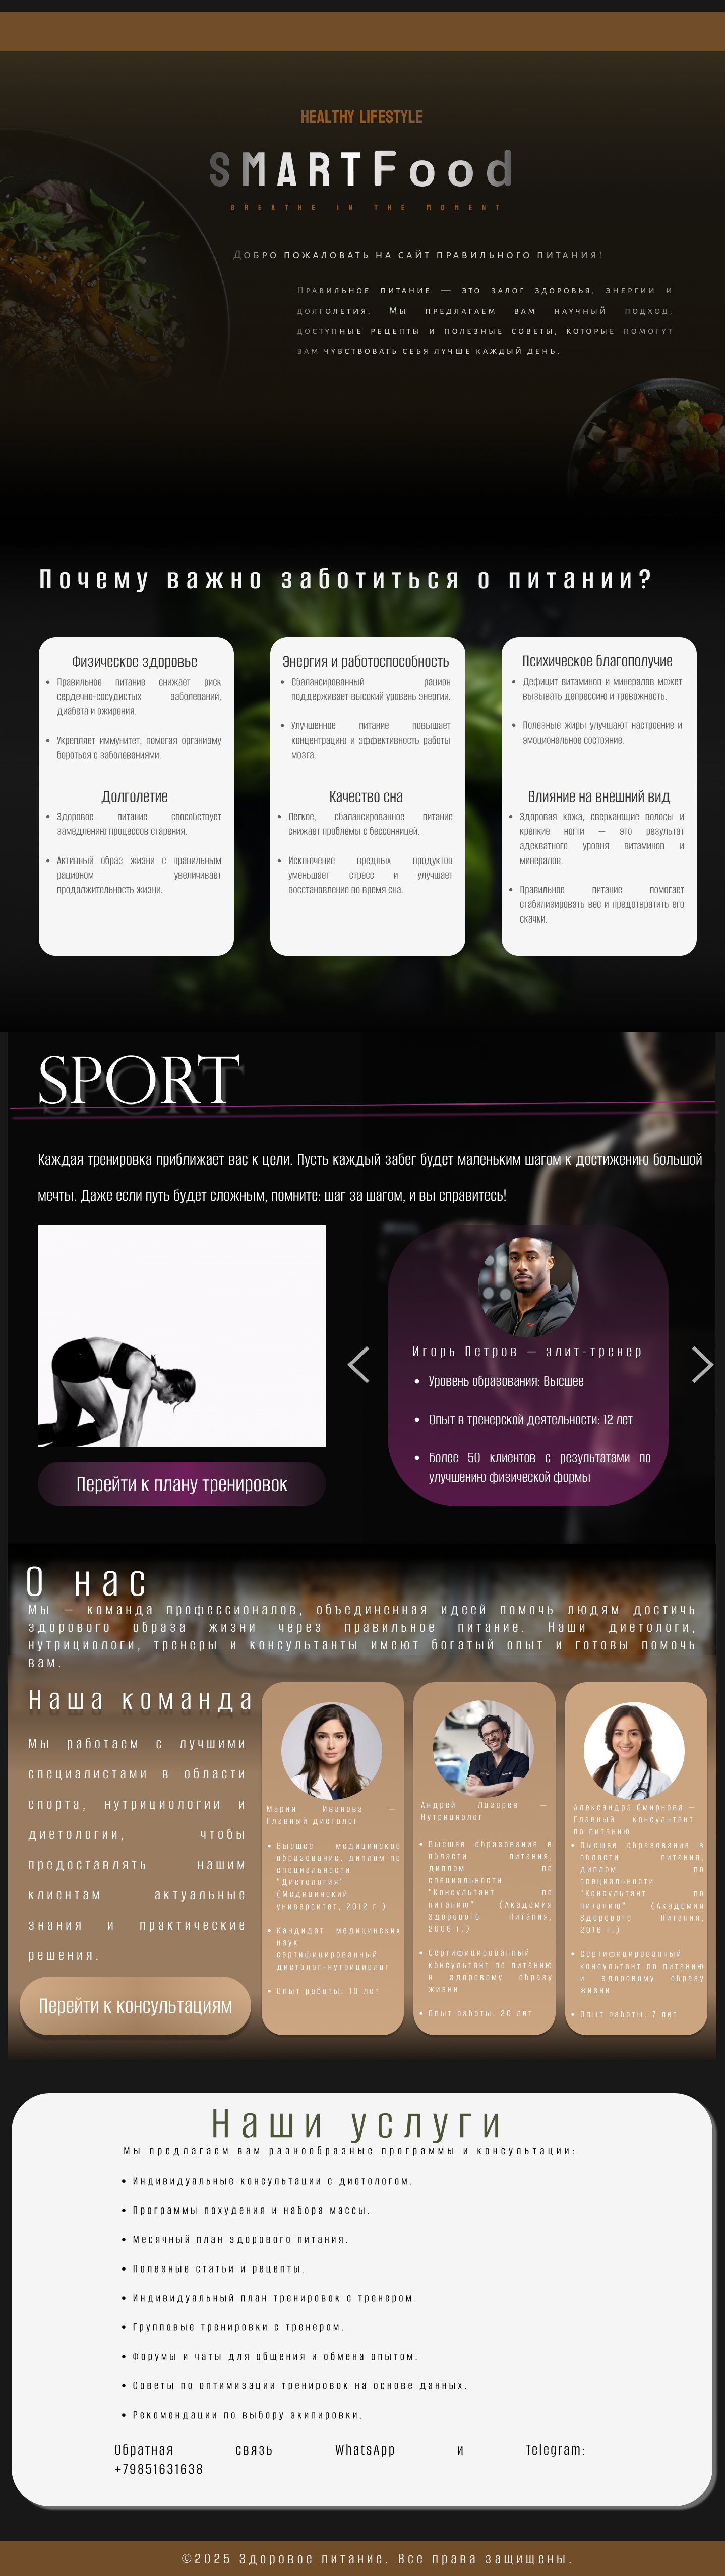 HEALTHY LIFESTYLE
SMARTFood
BREATHE IN THE MOMENT
Добро пожаловать на сайт правильного питания!
Правильное питание — это залог здоровья, энергии и
долголетия. Мы предлагаем вам научный подход,
доступные рецепты и полезные советы, которые помогут
вам чувствовать себя лучше каждый день.
Почему важно заботиться о питании?
Физическое здоровье
• Правильное питание снижает риск
сердечно-сосудистых заболеваний,
диабета и ожирения.
• Укрепляет иммунитет, помогая организму
бороться с заболеваниями.
Долголетие
• Здоровое питание способствует
замедлению процессов старения.
• Активный образ жизни с правильным
рационом увеличивает
продолжительность жизни.
Энергия и работоспособность
• Сбалансированный рацион
поддерживает высокий уровень энергии.
• Улучшенное питание повышает
концентрацию и эффективность работы
мозга.
Качество сна
• Лёгкое, сбалансированное питание
снижает проблемы с бессонницей.
• Исключение вредных продуктов
уменьшает стресс и улучшает
восстановление во время сна.
Психическое благополучие
• Дефицит витаминов и минералов может
вызывать депрессию и тревожность.
• Полезные жиры улучшают настроение и
эмоциональное состояние.
Влияние на внешний вид
• Здоровая кожа, сверкающие волосы и
крепкие ногти — это результат
адекватного уровня витаминов и
минералов.
• Правильное питание помогает
стабилизировать вес и предотвратить его
скачки.
SPORT
Каждая тренировка приближает вас к цели. Пусть каждый забег будет маленьким шагом к достижению большой
мечты. Даже если путь будет сложным, помните: шаг за шагом, и вы справитесь!
Перейти к плану тренировок
Игорь Петров — элит-тренер
• Уровень образования: Высшее
• Опыт в тренерской деятельности: 12 лет
• Более 50 клиентов с результатами по
улучшению физической формы
О нас
Мы — команда профессионалов, объединенная идеей помочь людям достичь
здорового образа жизни через правильное питание. Наши диетологи,
нутрициологи, тренеры и консультанты имеют богатый опыт и готовы помочь
вам.
Наша команда
Мы работаем с лучшими
специалистами в области
спорта, нутрициологии и
диетологии, чтобы
предоставлять нашим
клиентам актуальные
знания и практические
решения.
Перейти к консультациям
Мария Иванова —
Главный диетолог
• Высшее медицинское
образование, диплом по
специальности
"Диетология"
(Медицинский
университет, 2012 г.)
• Кандидат медицинских
наук,
сертифицированный
диетолог-нутрициолог
• Опыт работы: 10 лет
Андрей Лазарев —
Нутрициолог
• Высшее образование в
области питания,
диплом по
специальности
"Консультант по
питанию" (Академия
Здорового Питания,
2006 г.)
• Сертифицированный
консультант по питанию
и здоровому образу
жизни
• Опыт работы: 20 лет
Александра Смирнова —
Главный консультант
по питанию
• Высшее образование в
области питания,
диплом по
специальности
"Консультант по
питанию" (Академия
Здорового Питания,
2016 г.)
• Сертифицированный
консультант по питанию
и здоровому образу
жизни
• Опыт работы: 7 лет
Наши услуги
Мы предлагаем вам разнообразные программы и консультации:
• Индивидуальные консультации с диетологом.
• Программы похудения и набора массы.
• Месячный план здорового питания.
• Полезные статьи и рецепты.
• Индивидуальный план тренировок с тренером.
• Групповые тренировки с тренером.
• Форумы и чаты для общения и обмена опытом.
• Советы по оптимизации тренировок на основе данных.
• Рекомендации по выбору экипировки.
Обратная связь WhatsApp и Telegram:
+79851631638
©2025 Здоровое питание. Все права защищены.